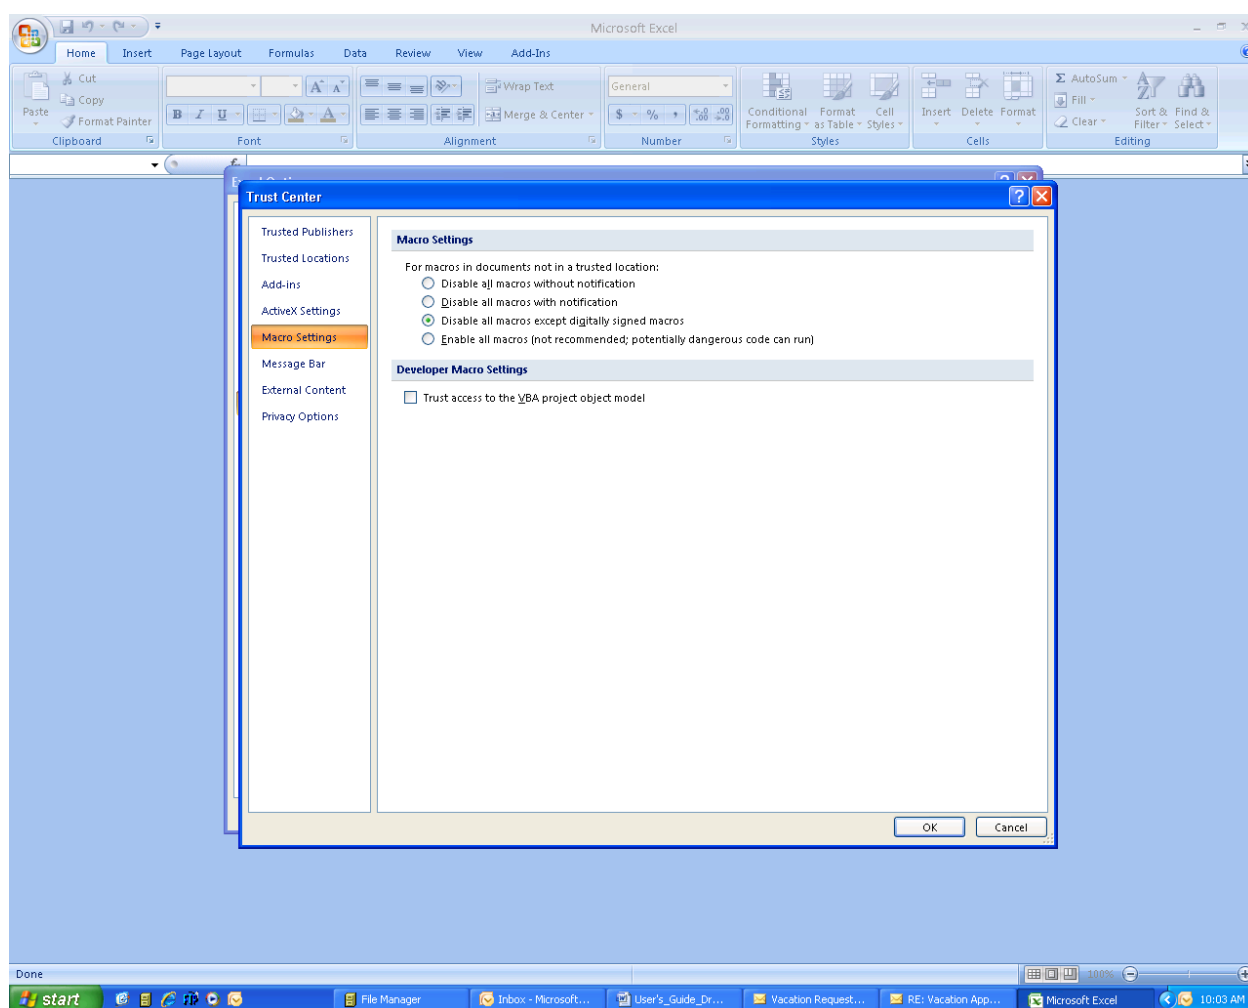 Microsoft Excel
Home Insert Page Layout Formulas Data Review View Add-Ins
Paste
Cut
Copy
Format Painter
Clipboard
B I U
A A
A
Font
Wrap Text
Merge & Center
Alignment
General
$ % ,
.0 .00
.00 .0
Number
Conditional Formatting
Format as Table
Cell Styles
Styles
Insert Delete Format
Cells
Σ AutoSum
Fill
Clear
Sort & Filter
Find & Select
Editing
Trust Center
Trusted Publishers
Trusted Locations
Add-ins
ActiveX Settings
Macro Settings
Message Bar
External Content
Privacy Options
Macro Settings
For macros in documents not in a trusted location:
Disable all macros without notification
Disable all macros with notification
Disable all macros except digitally signed macros
Enable all macros (not recommended; potentially dangerous code can run)
Developer Macro Settings
Trust access to the VBA project object model
OK Cancel
Done
100%
start
File Manager
Inbox - Microsoft...
User's_Guide_Dr...
Vacation Request...
RE: Vacation App...
Microsoft Excel
10:03 AM